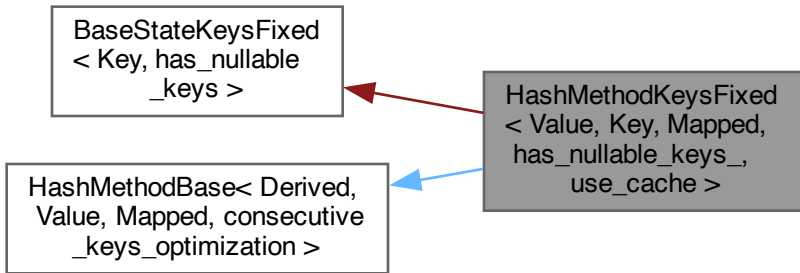 BaseStateKeysFixed
< Key, has_nullable
_keys >
HashMethodKeysFixed
< Value, Key, Mapped,
has_nullable_keys_,
use_cache >
HashMethodBase< Derived,
Value, Mapped, consecutive
_keys_optimization >